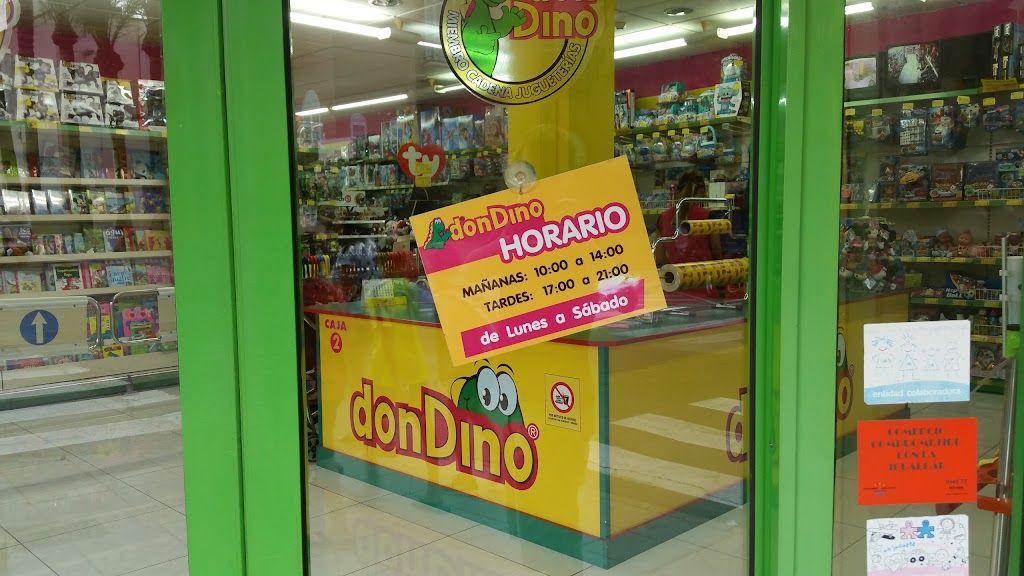 Dino
MIEMBRO CADENA JUGUETERÍAS
ty
donDino
HORARIO
MAÑANAS: 10:00 a 14:00
TARDES: 17:00 a 21:00
de Lunes a Sábado
CAJA
2
donDino®
entidad colaboradora
COMERCIO
COMPROMETIDO
CON LA
IGUALDAD